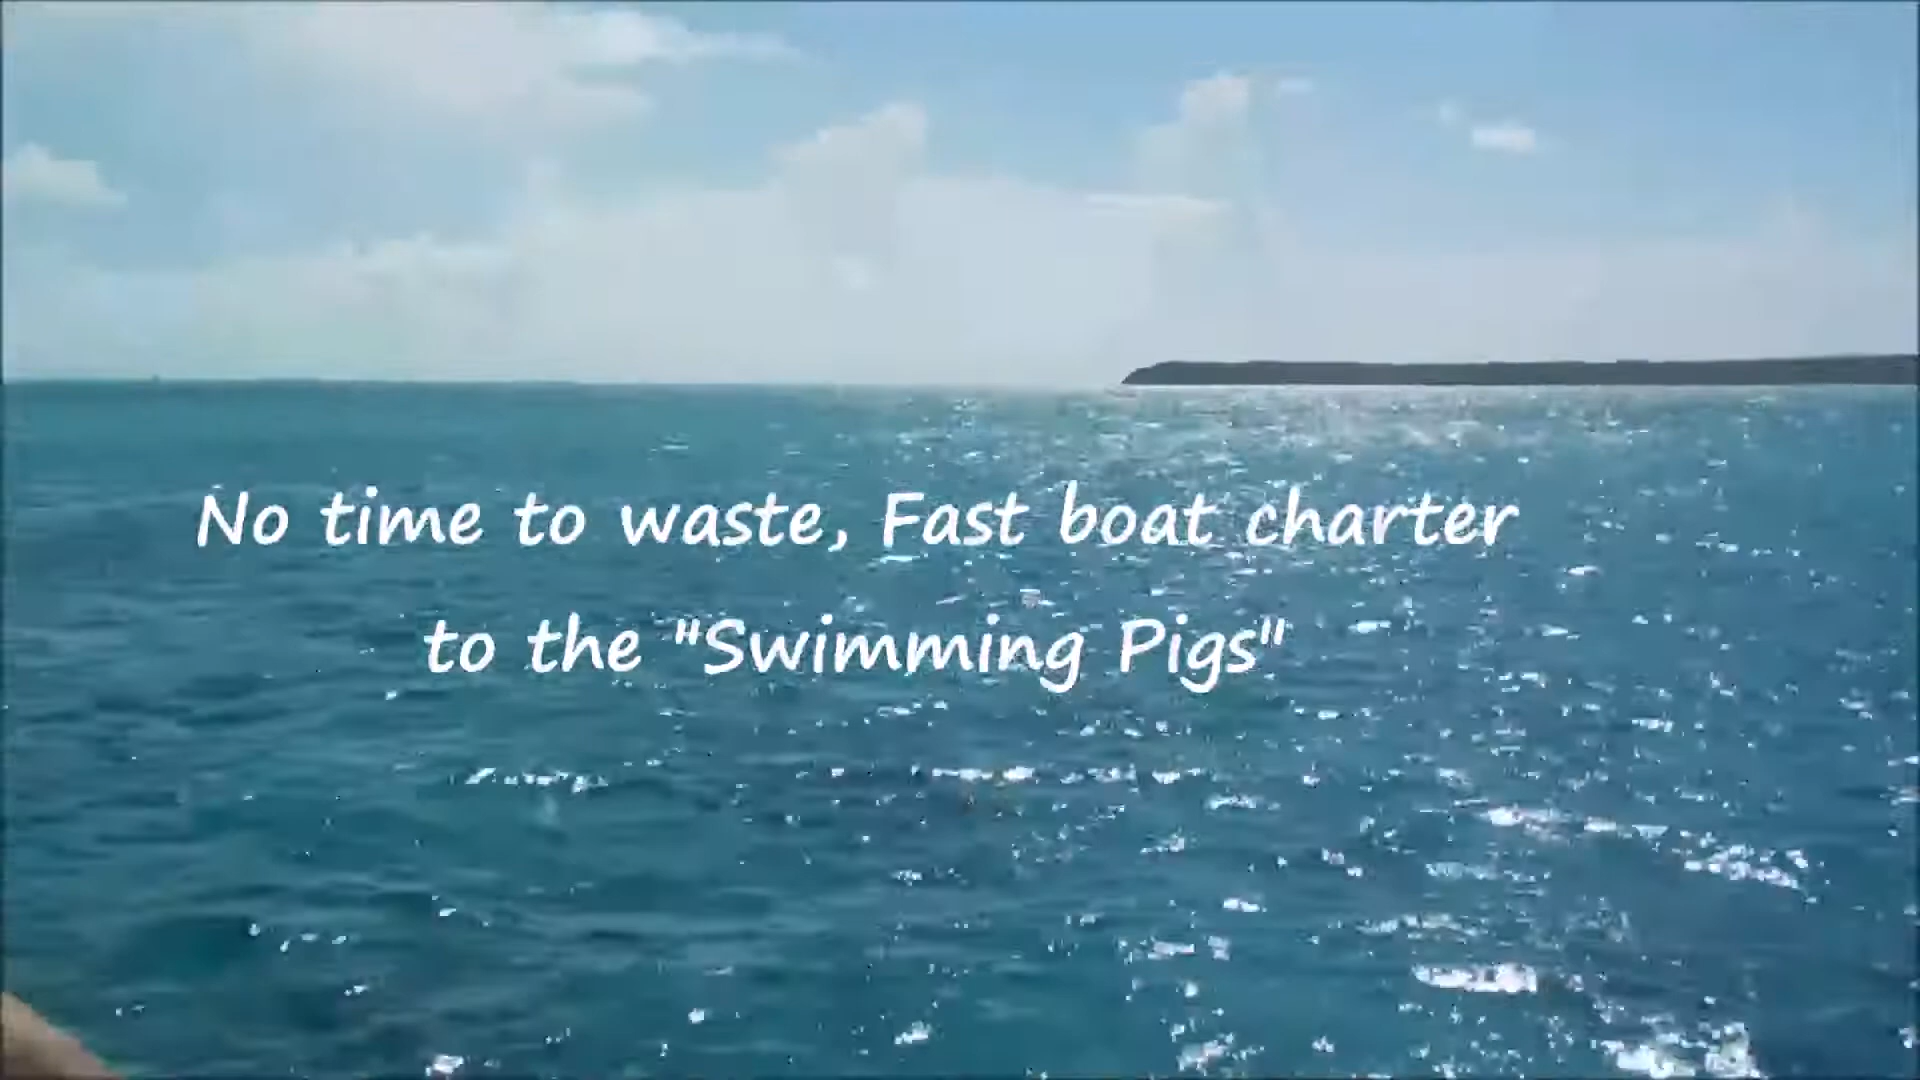 No time to waste, Fast boat charter
to the "Swimming Pigs"